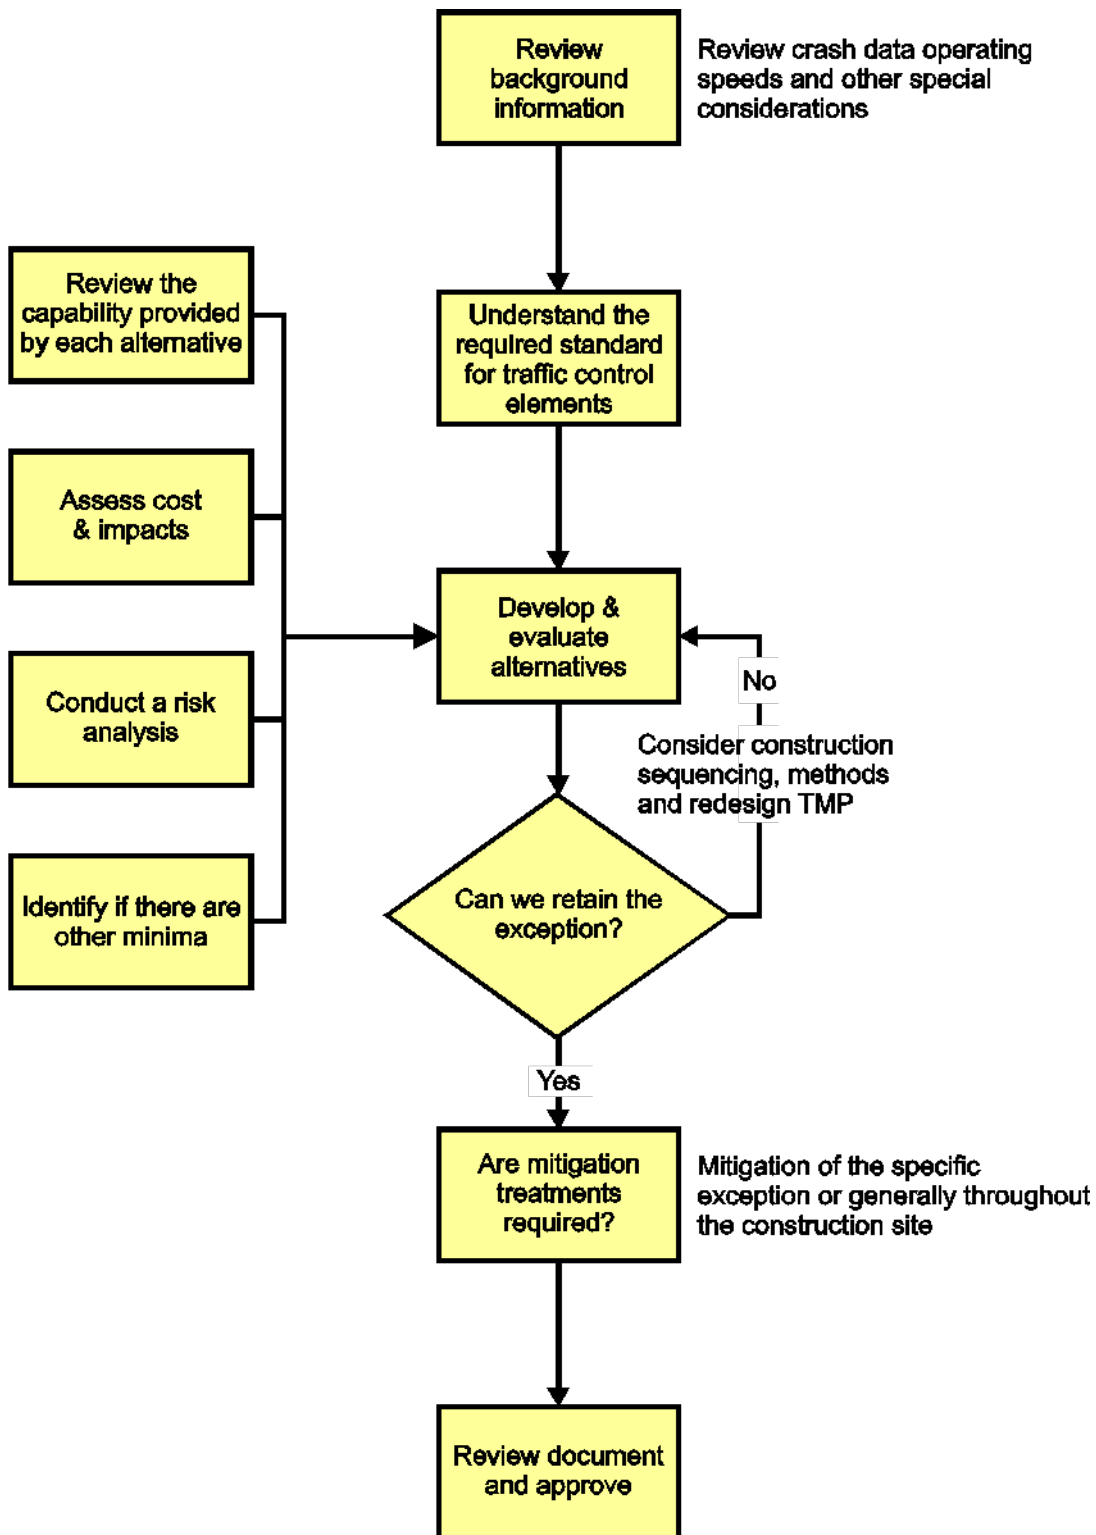 Review
background
information
Review crash data operating
speeds and other special
considerations
Review the
capability provided
by each alternative
Understand the
required standard
for traffic control
elements
Assess cost
& impacts
Develop &
evaluate
alternatives
No
Conduct a risk
analysis
Consider construction
sequencing, methods
and redesign TMP
Identify if there are
other minima
Can we retain the
exception?
Yes
Are mitigation
treatments
required?
Mitigation of the specific
exception or generally throughout
the construction site
Review document
and approve